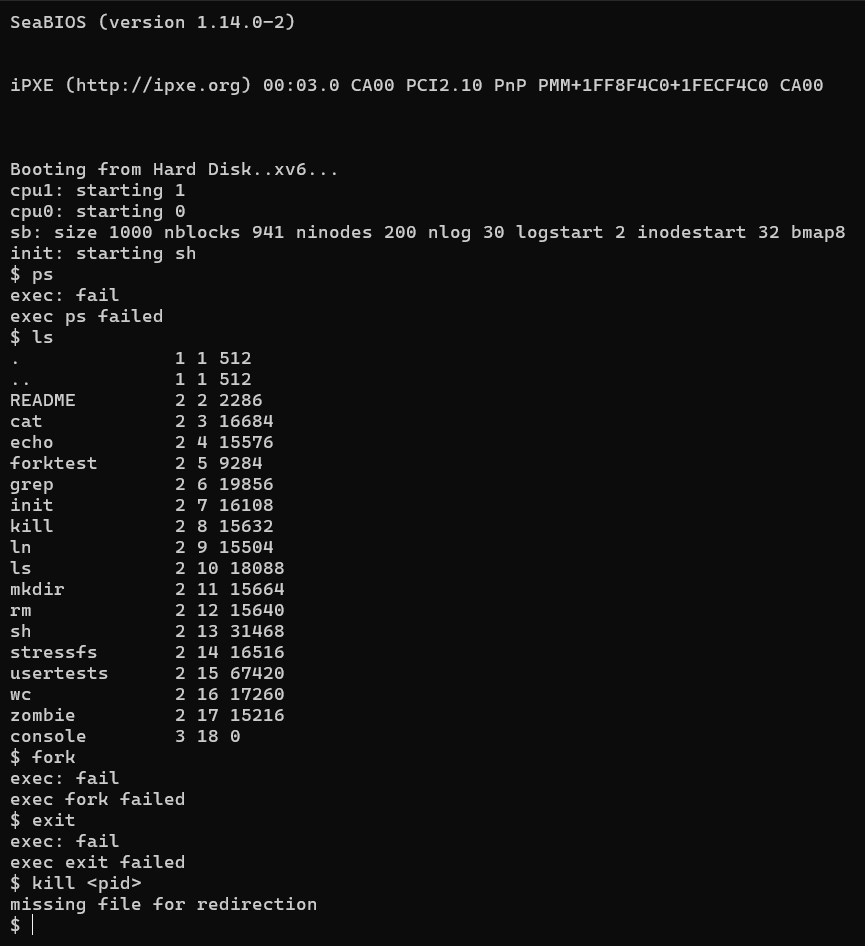 SeaBIOS (version 1.14.0-2)
iPXE (http://ipxe.org) 00:03.0 CA00 PCI2.10 PnP PMM+1FF8F4C0+1FECF4C0 CA00
Booting from Hard Disk..xv6...
cpu1: starting 1
cpu0: starting 0
sb: size 1000 nblocks 941 ninodes 200 nlog 30 logstart 2 inodestart 32 bmap8
init: starting sh
$ ps
exec: fail
exec ps failed
$ ls
.              1 1 512
..             1 1 512
README         2 2 2286
cat            2 3 16684
echo           2 4 15576
forktest       2 5 9284
grep           2 6 19856
init           2 7 16108
kill           2 8 15632
ln             2 9 15504
ls             2 10 18088
mkdir          2 11 15664
rm             2 12 15640
sh             2 13 31468
stressfs       2 14 16516
usertests      2 15 67420
wc             2 16 17260
zombie         2 17 15216
console        3 18 0
$ fork
exec: fail
exec fork failed
$ exit
exec: fail
exec exit failed
$ kill <pid>
missing file for redirection
$